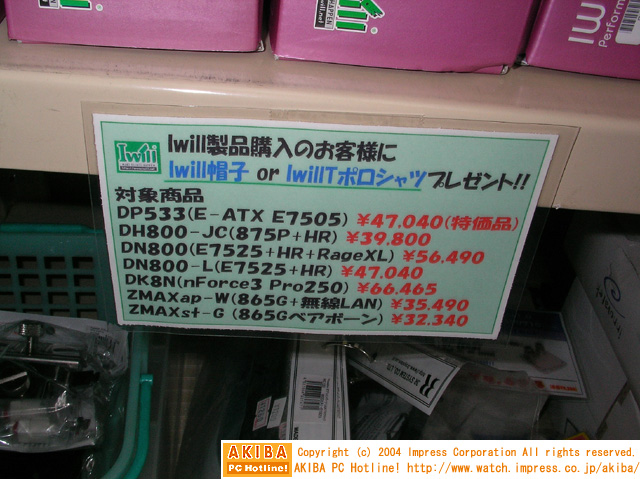 Iwill
IW
Perform
Iwill
Iwill製品購入のお客様に
Iwill帽子 or IwillTポロシャツプレゼント!!
対象商品
DP533(E-ATX E7505) ¥47.040(特価品)
DH800-JC(875P+HR) ¥39.800
DN800(E7525+HR+RageXL) ¥56.490
DN800-L(E7525+HR) ¥47.040
DK8N(nForce3 Pro250) ¥66.465
ZMAXap-W(865G+無線LAN) ¥35.490
ZMAXst-G (865Gベアボーン) ¥32.340
AKIBA
PC Hotline!
Copyright (c) 2004 Impress Corporation All rights reserved.
AKIBA PC Hotline! http://www.watch.impress.co.jp/akiba/